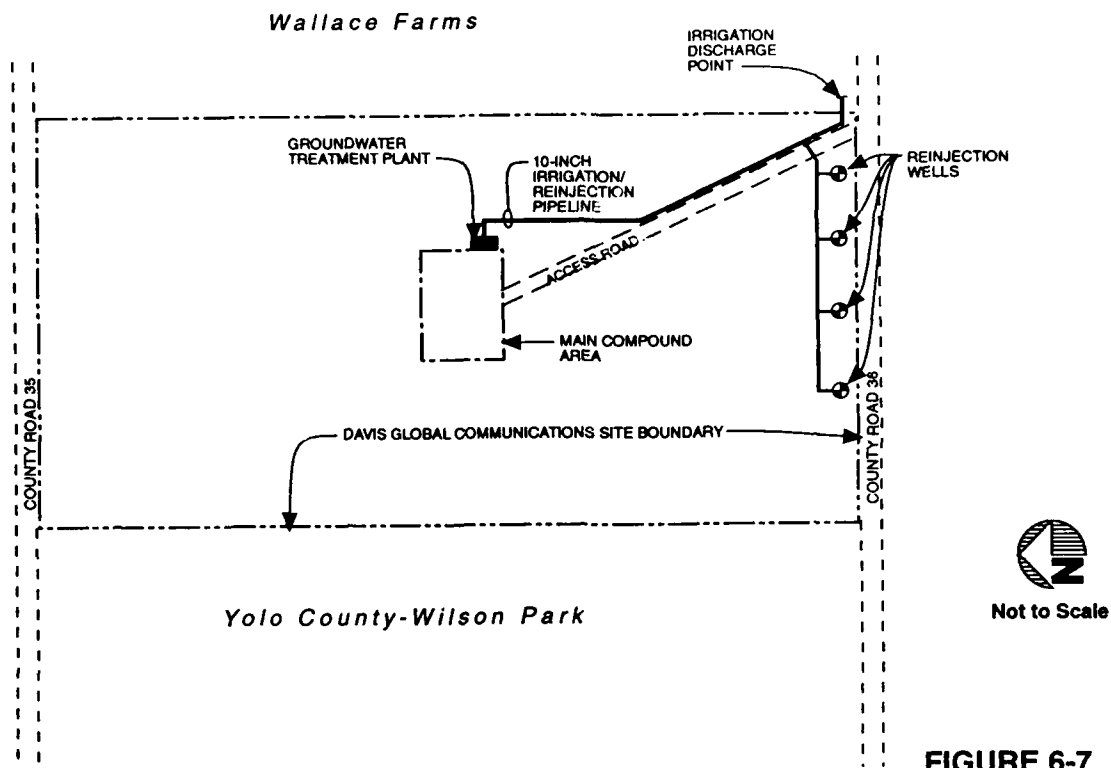 Wallace Farms
IRRIGATION
DISCHARGE
POINT
GROUNDWATER
TREATMENT PLANT
10-INCH
IRRIGATION/
REINJECTION
PIPELINE
REINJECTION
WELLS
ACCESS ROAD
MAIN COMPOUND
AREA
COUNTY ROAD 35
DAVIS GLOBAL COMMUNICATIONS SITE BOUNDARY
COUNTY ROAD 36
Yolo County-Wilson Park
N
Not to Scale
FIGURE 6-7